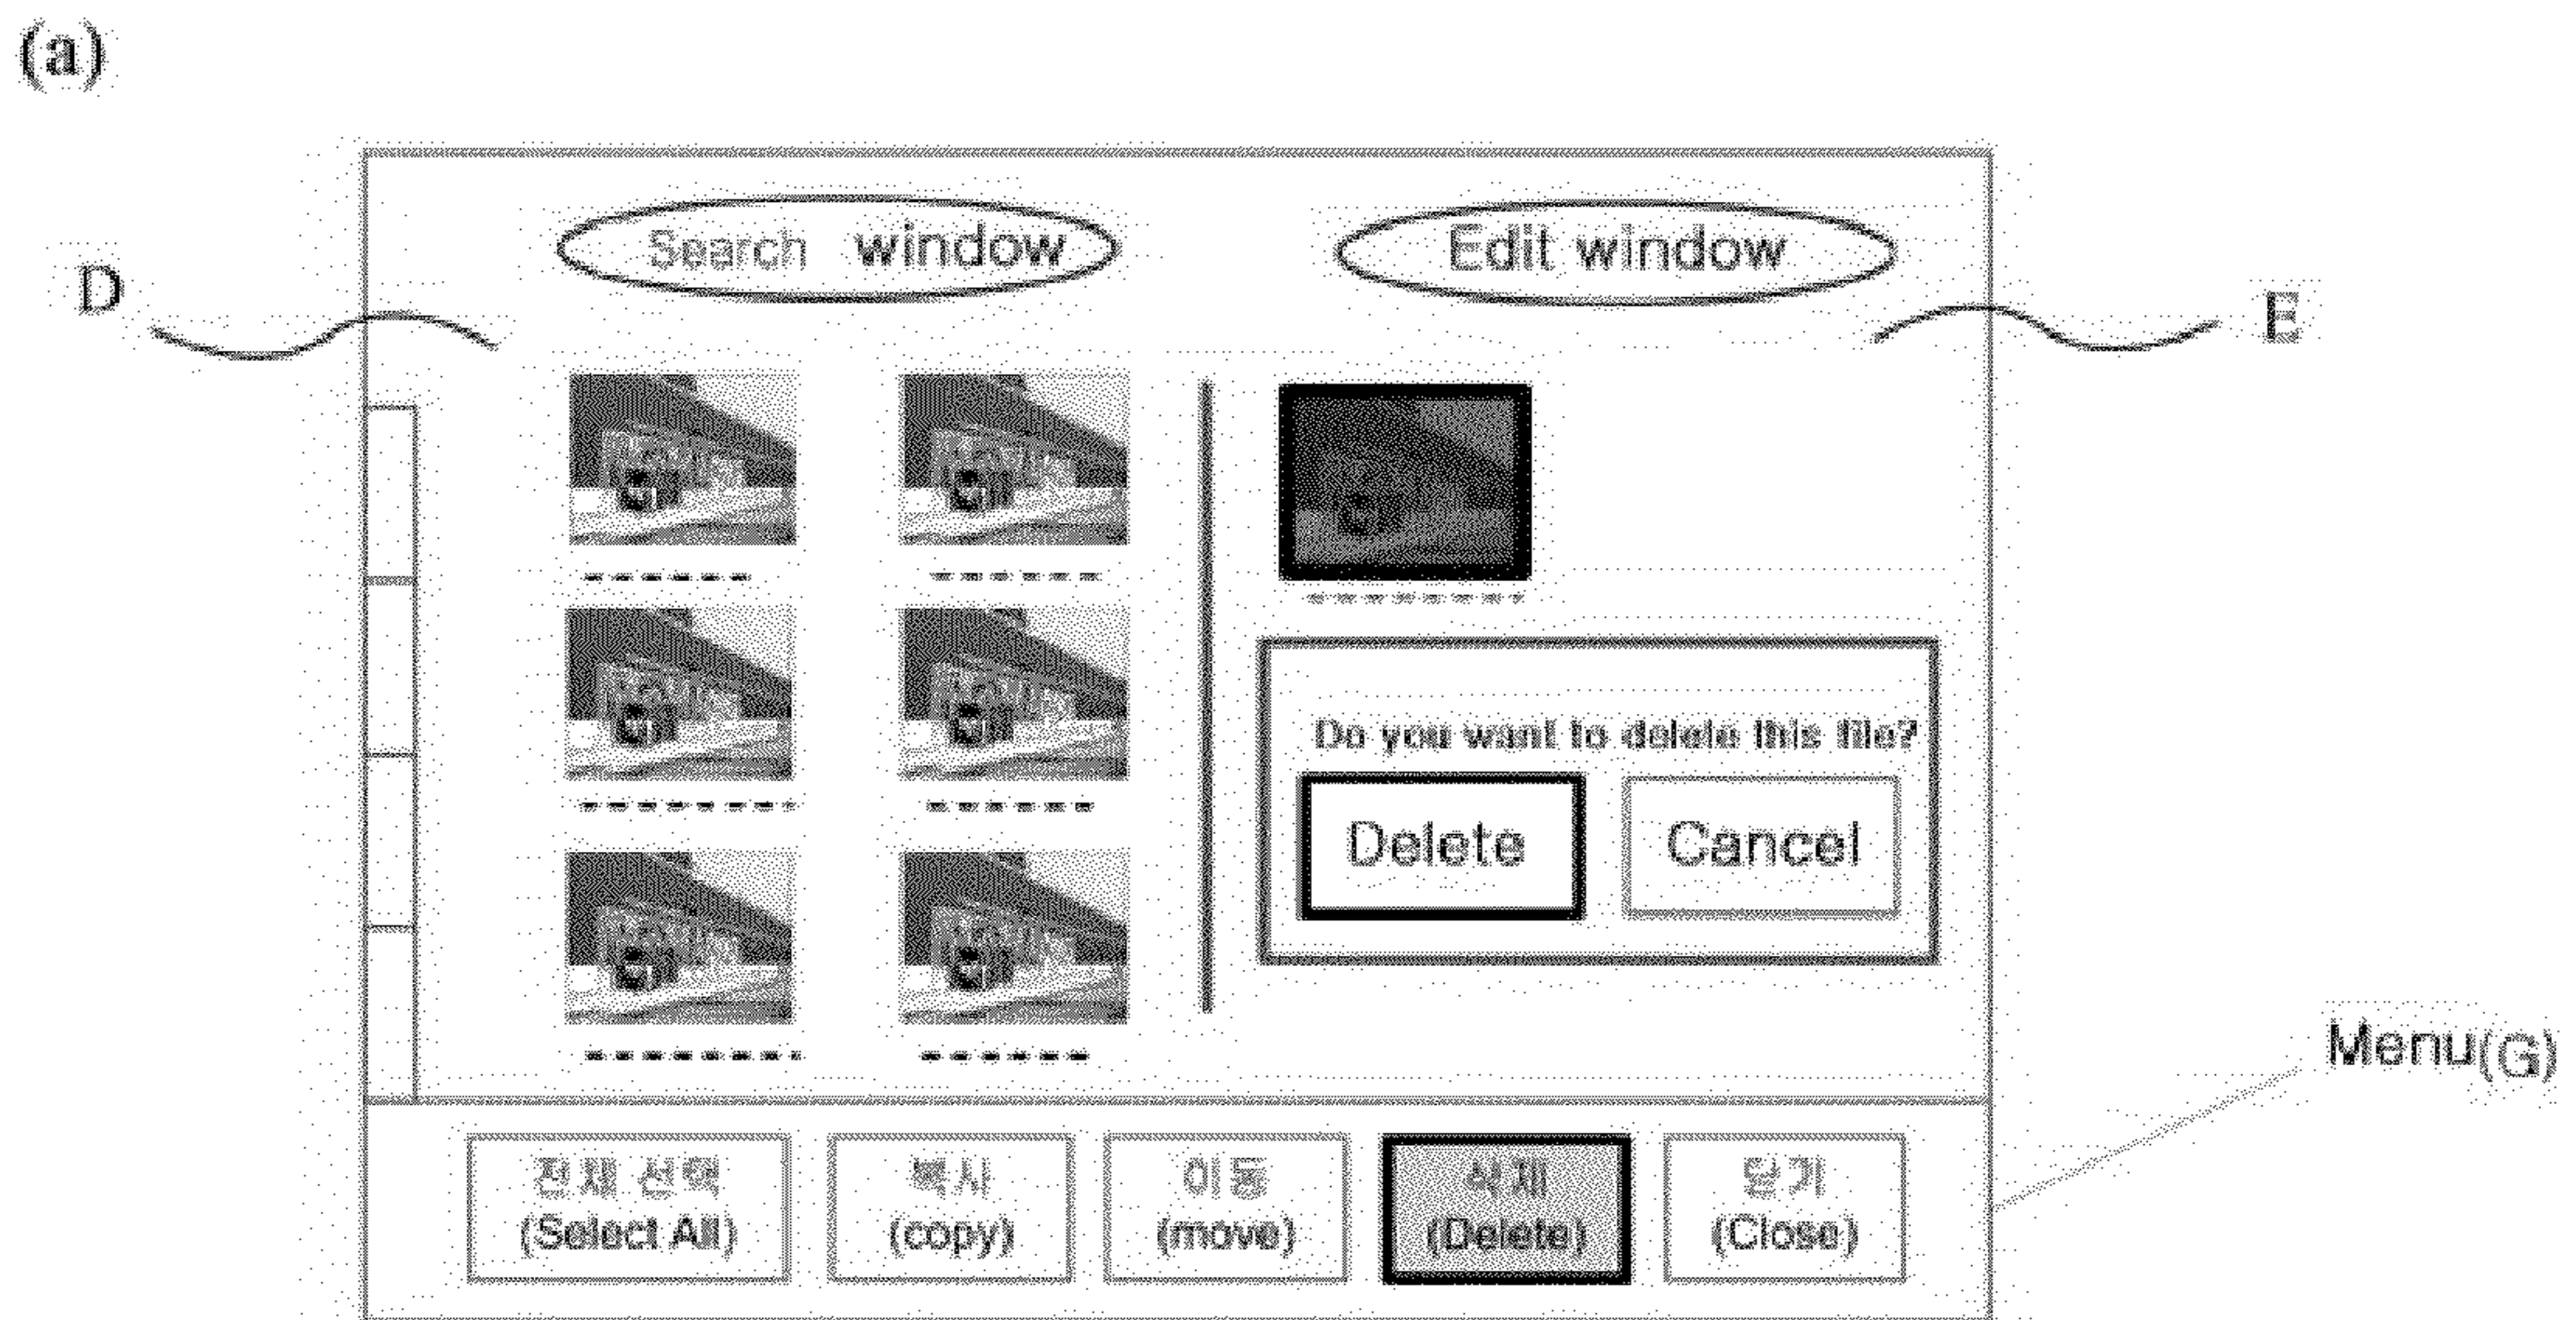 (a)
Search window
Edit window
D
E
Do you want to delete this file?
Delete
Cancel
Menu(G)
전체 선택
(Select All)
복사
(copy)
이동
(move)
삭제
(Delete)
닫기
(Close)